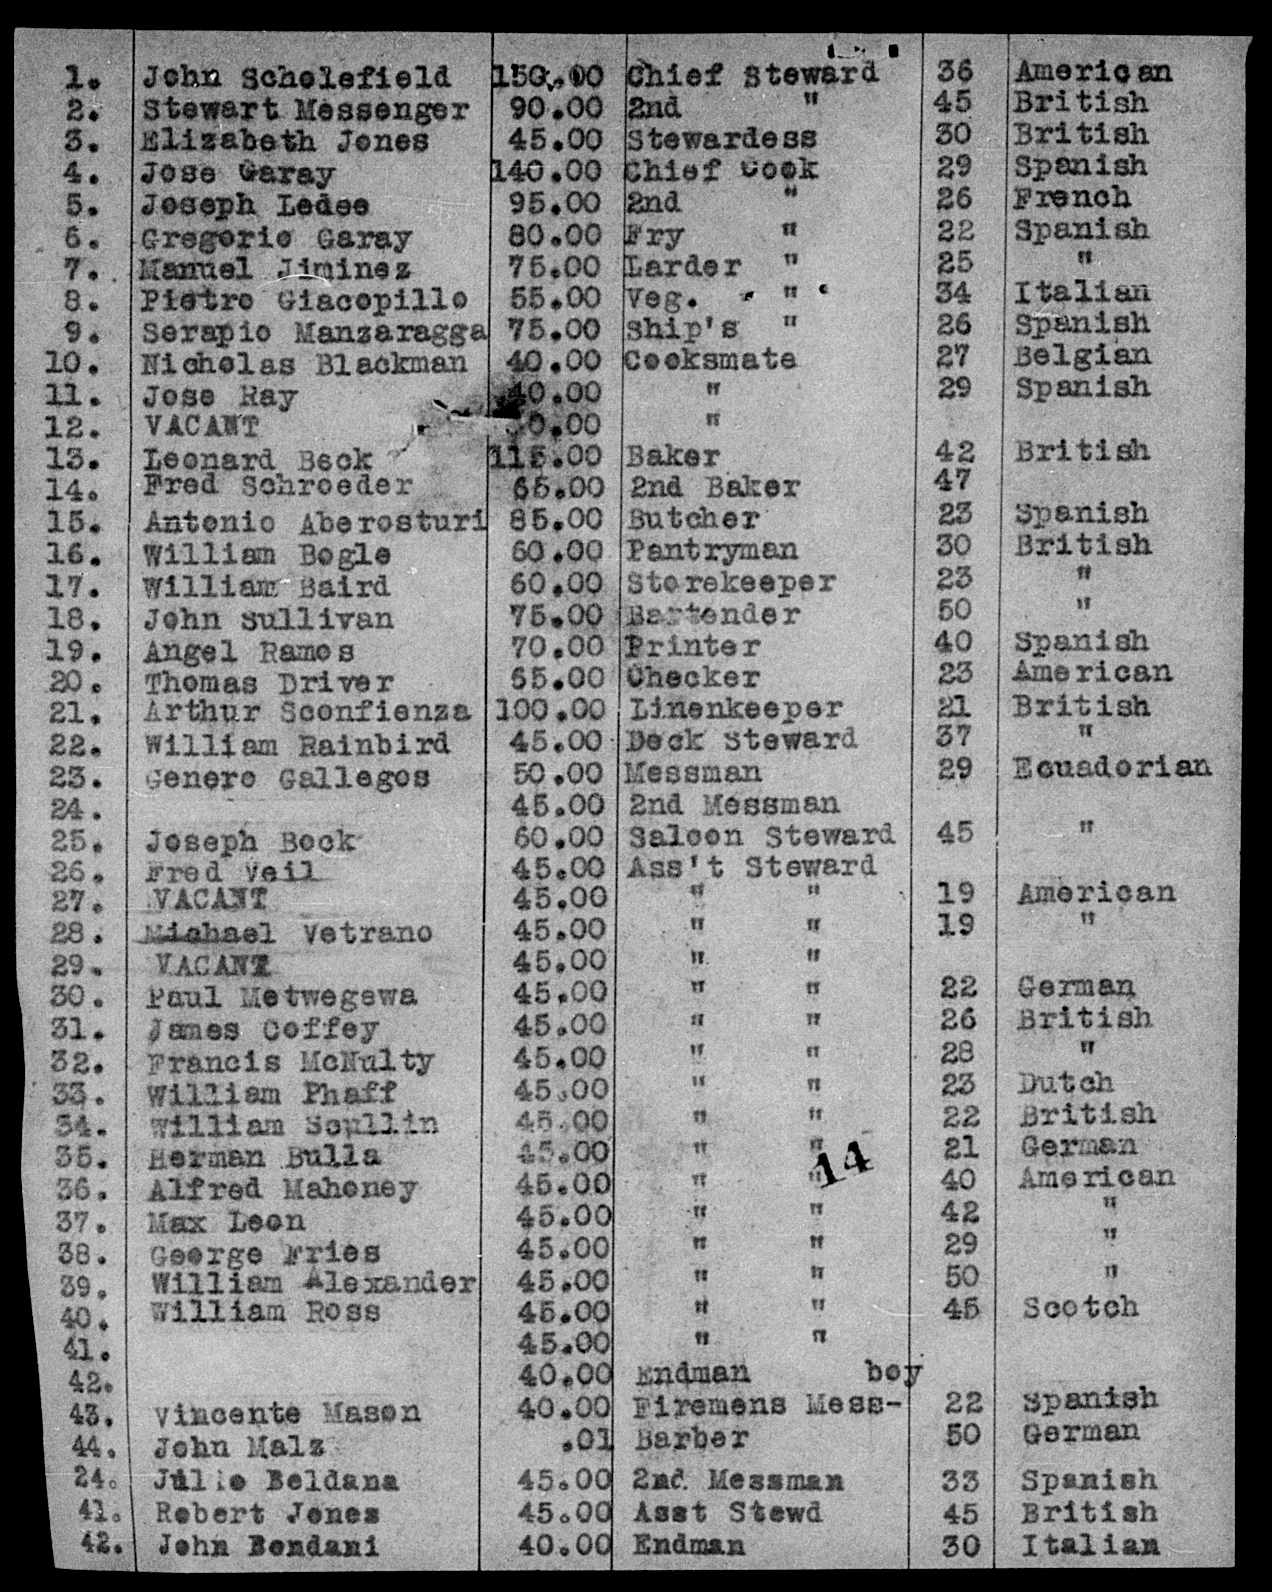 1. John Scholefield 150.00 Chief Steward 36 American
2. Stewart Messenger 90.00 2nd " 45 British
3. Elizabeth Jones 45.00 Stewardess 30 British
4. Jose Garay 140.00 Chief Cook 29 Spanish
5. Joseph Ledee 95.00 2nd " 26 French
6. Gregorio Garay 80.00 Fry " 22 Spanish
7. Manuel Jiminez 75.00 Larder " 25 "
8. Pietro Giacopillo 55.00 Veg. " 34 Italian
9. Serapio Manzaragga 75.00 Ship's " 26 Spanish
10. Nicholas Blackman 40.00 Cooksmate 27 Belgian
11. Jose Ray 40.00 " 29 Spanish
12. VACANT "
13. Leonard Beck 115.00 Baker 42 British
14. Fred Schroeder 65.00 2nd Baker 47
15. Antonio Aberosturi 85.00 Butcher 23 Spanish
16. William Bogle 60.00 Pantryman 30 British
17. William Baird 60.00 Storekeeper 23 "
18. John Sullivan 75.00 Bartender 50 "
19. Angel Ramos 70.00 Printer 40 Spanish
20. Thomas Driver 65.00 Checker 23 American
21. Arthur Sconfienza 100.00 Linenkeeper 21 British
22. William Rainbird 45.00 Deck Steward 37 "
23. Genero Gallegos 50.00 Messman 29 Ecuadorian
24. 45.00 2nd Messman
25. Joseph Bock 60.00 Saloon Steward 45 "
26. Fred Veil 45.00 Ass't Steward
27. VACANT 45.00 " " 19 American
28. Michael Vetrano 45.00 " " 19 "
29. VACANT 45.00 " "
30. Paul Metwegewa 45.00 " " 22 German
31. James Coffey 45.00 " " 26 British
32. Francis McNulty 45.00 " " 28 "
33. William Phaff 45.00 " " 23 Dutch
34. William Scullin 45.00 " " 22 British
35. Herman Bulla 45.00 " " 21 German
14
36. Alfred Mahoney 45.00 " " 40 American
37. Max Leon 45.00 " " 42 "
38. George Fries 45.00 " " 29 "
39. William Alexander 45.00 " " 50 "
40. William Ross 45.00 " " 45 Scotch
41. 45.00 " "
42. 40.00 Endman boy
43. Vincente Mason 40.00 Firemens Mess- 22 Spanish
44. John Malz .01 Barber 50 German
24. Julio Beldana 45.00 2nd Messman 33 Spanish
41. Robert Jones 45.00 Asst Stewd 45 British
42. John Bondani 40.00 Endman 30 Italian